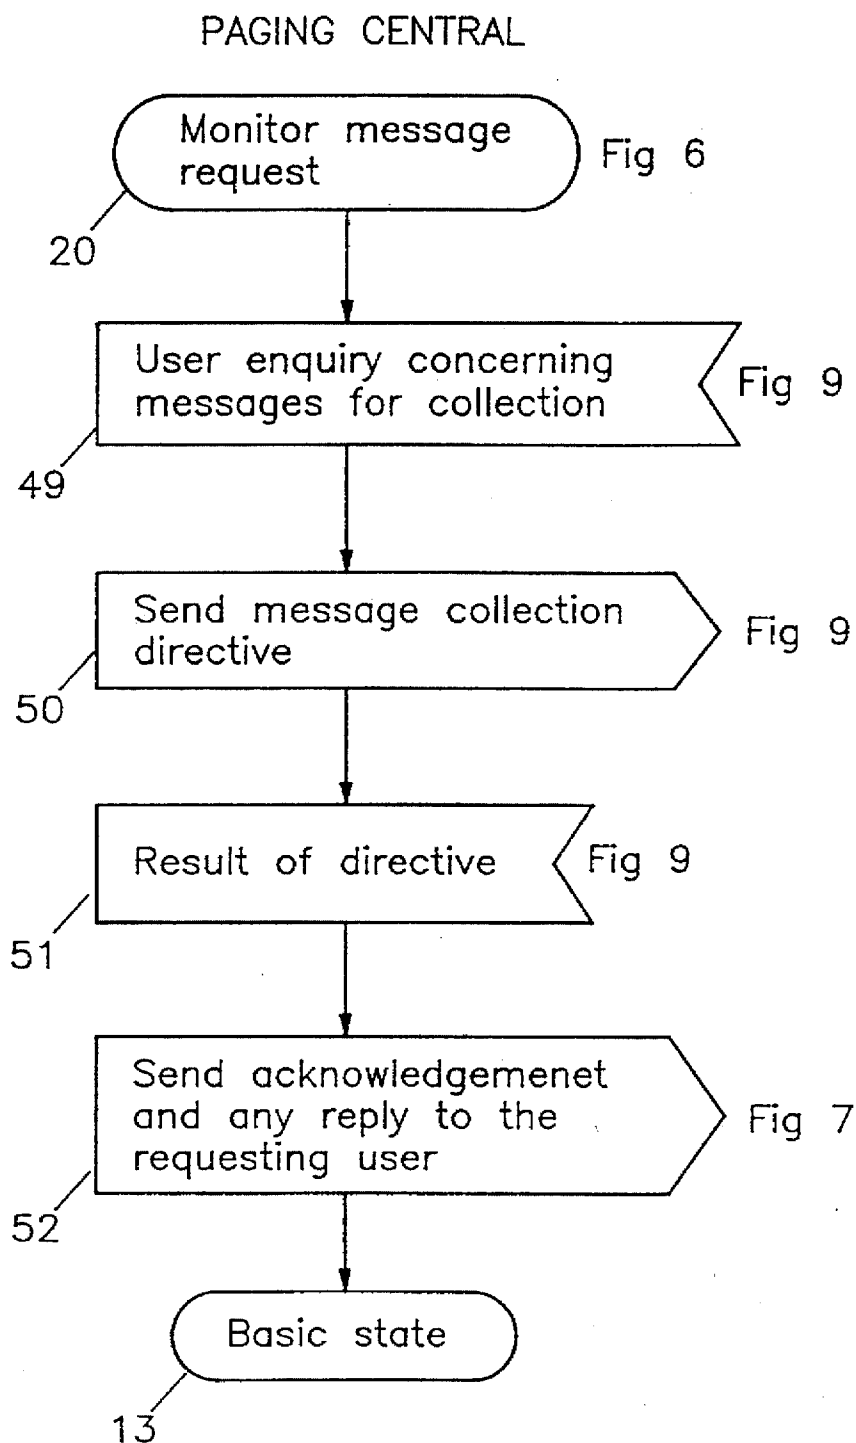 PAGING CENTRAL
Monitor message
request
Fig 6
20
User enquiry concerning
messages for collection
Fig 9
49
Send message collection
directive
Fig 9
50
Result of directive
Fig 9
51
Send acknowledgemenet
and any reply to the
requesting user
Fig 7
52
Basic state
13